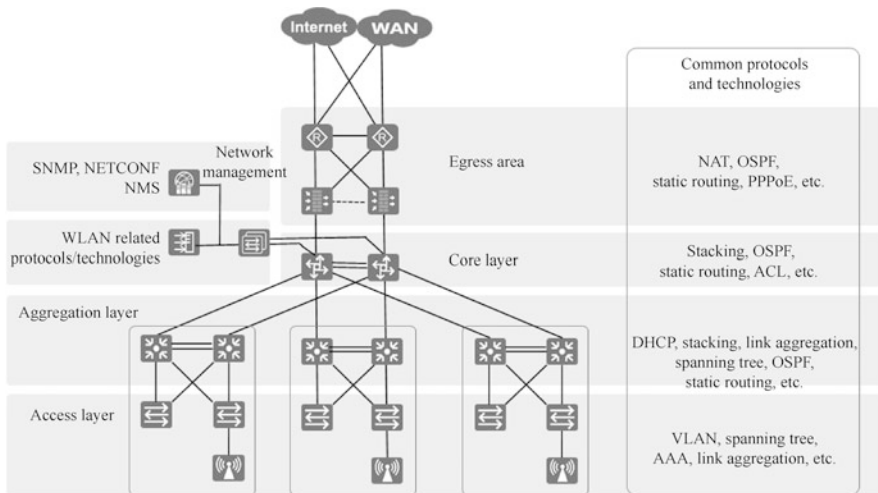 Internet
WAN
Common protocols
and technologies
SNMP, NETCONF
NMS
Network
management
Egress area
NAT, OSPF,
static routing, PPPoE, etc.
WLAN related
protocols/technologies
Core layer
Stacking, OSPF,
static routing, ACL, etc.
Aggregation layer
DHCP, stacking, link aggregation,
spanning tree, OSPF,
static routing, etc.
Access layer
VLAN, spanning tree,
AAA, link aggregation, etc.
R
R